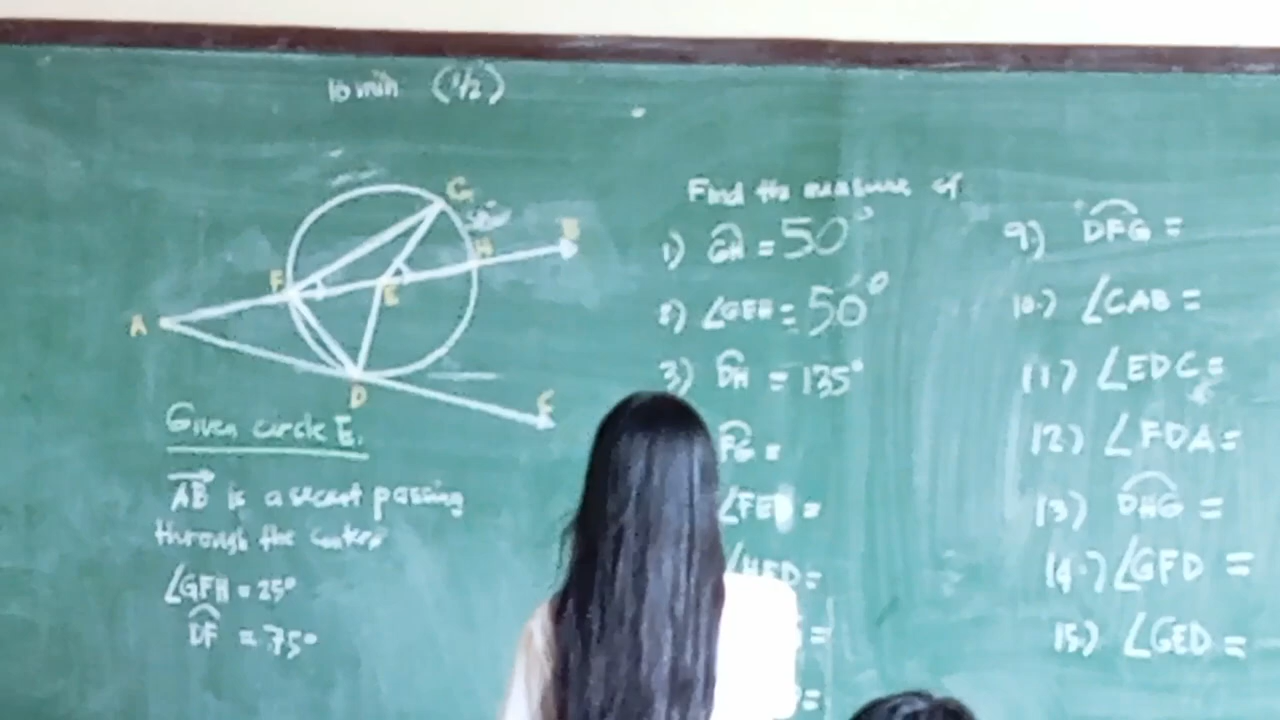 10 min (1/2)
G
50°
B
H
F
E
A
D
C
Given circle E.
AB is a secant passing
through the center
∠GFH = 25°
DF = 75°
Find the measure of
1) GH = 50°
2) ∠GEH = 50°
3) DH = 135°
FG =
∠FED =
∠HFD =
=
=
9.) DFG =
10.) ∠CAB =
11.) ∠EDC =
12.) ∠FDA =
13.) DHG =
14.) ∠GFD =
15.) ∠GED =